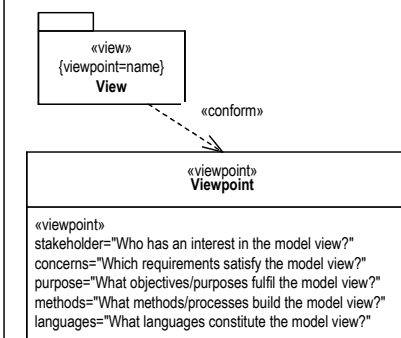 «view»
{viewpoint=name}
View
«conform»
«viewpoint»
Viewpoint
«viewpoint»
stakeholder="Who has an interest in the model view?"
concerns="Which requirements satisfy the model view?"
purpose="What objectives/purposes fulfil the model view?"
methods="What methods/processes build the model view?"
languages="What languages constitute the model view?"